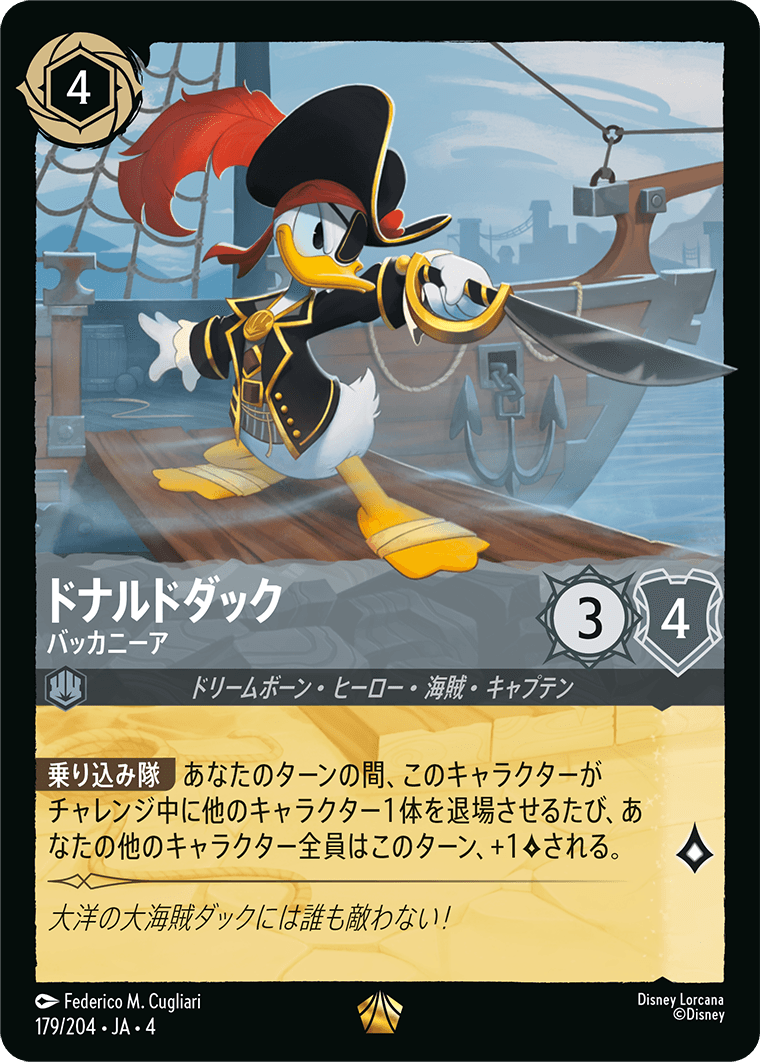 4
ドナルドダック
バッカニーア
3
4
ドリームボーン・ヒーロー・海賊・キャプテン
乗り込み隊 あなたのターンの間、このキャラクターが
チャレンジ中に他のキャラクター1体を退場させるたび、あ
なたの他のキャラクター全員はこのターン、+1される。
大洋の大海賊ダックには誰も敵わない!
Federico M. Cugliari
179/204・JA・4
Disney Lorcana
©Disney